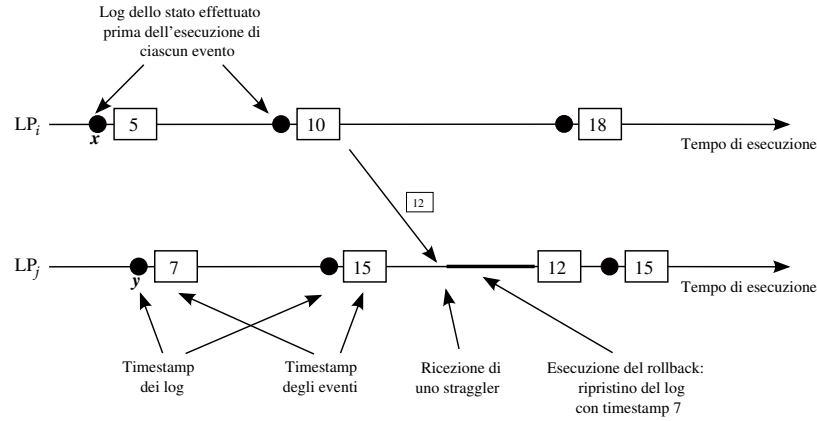 Log dello stato effettuato
prima dell'esecuzione di
ciascun evento
LPi
x
5
10
18
Tempo di esecuzione
12
LPj
y
7
15
12
15
Tempo di esecuzione
Timestamp
dei log
Timestamp
degli eventi
Ricezione di
uno straggler
Esecuzione del rollback:
ripristino del log
con timestamp 7